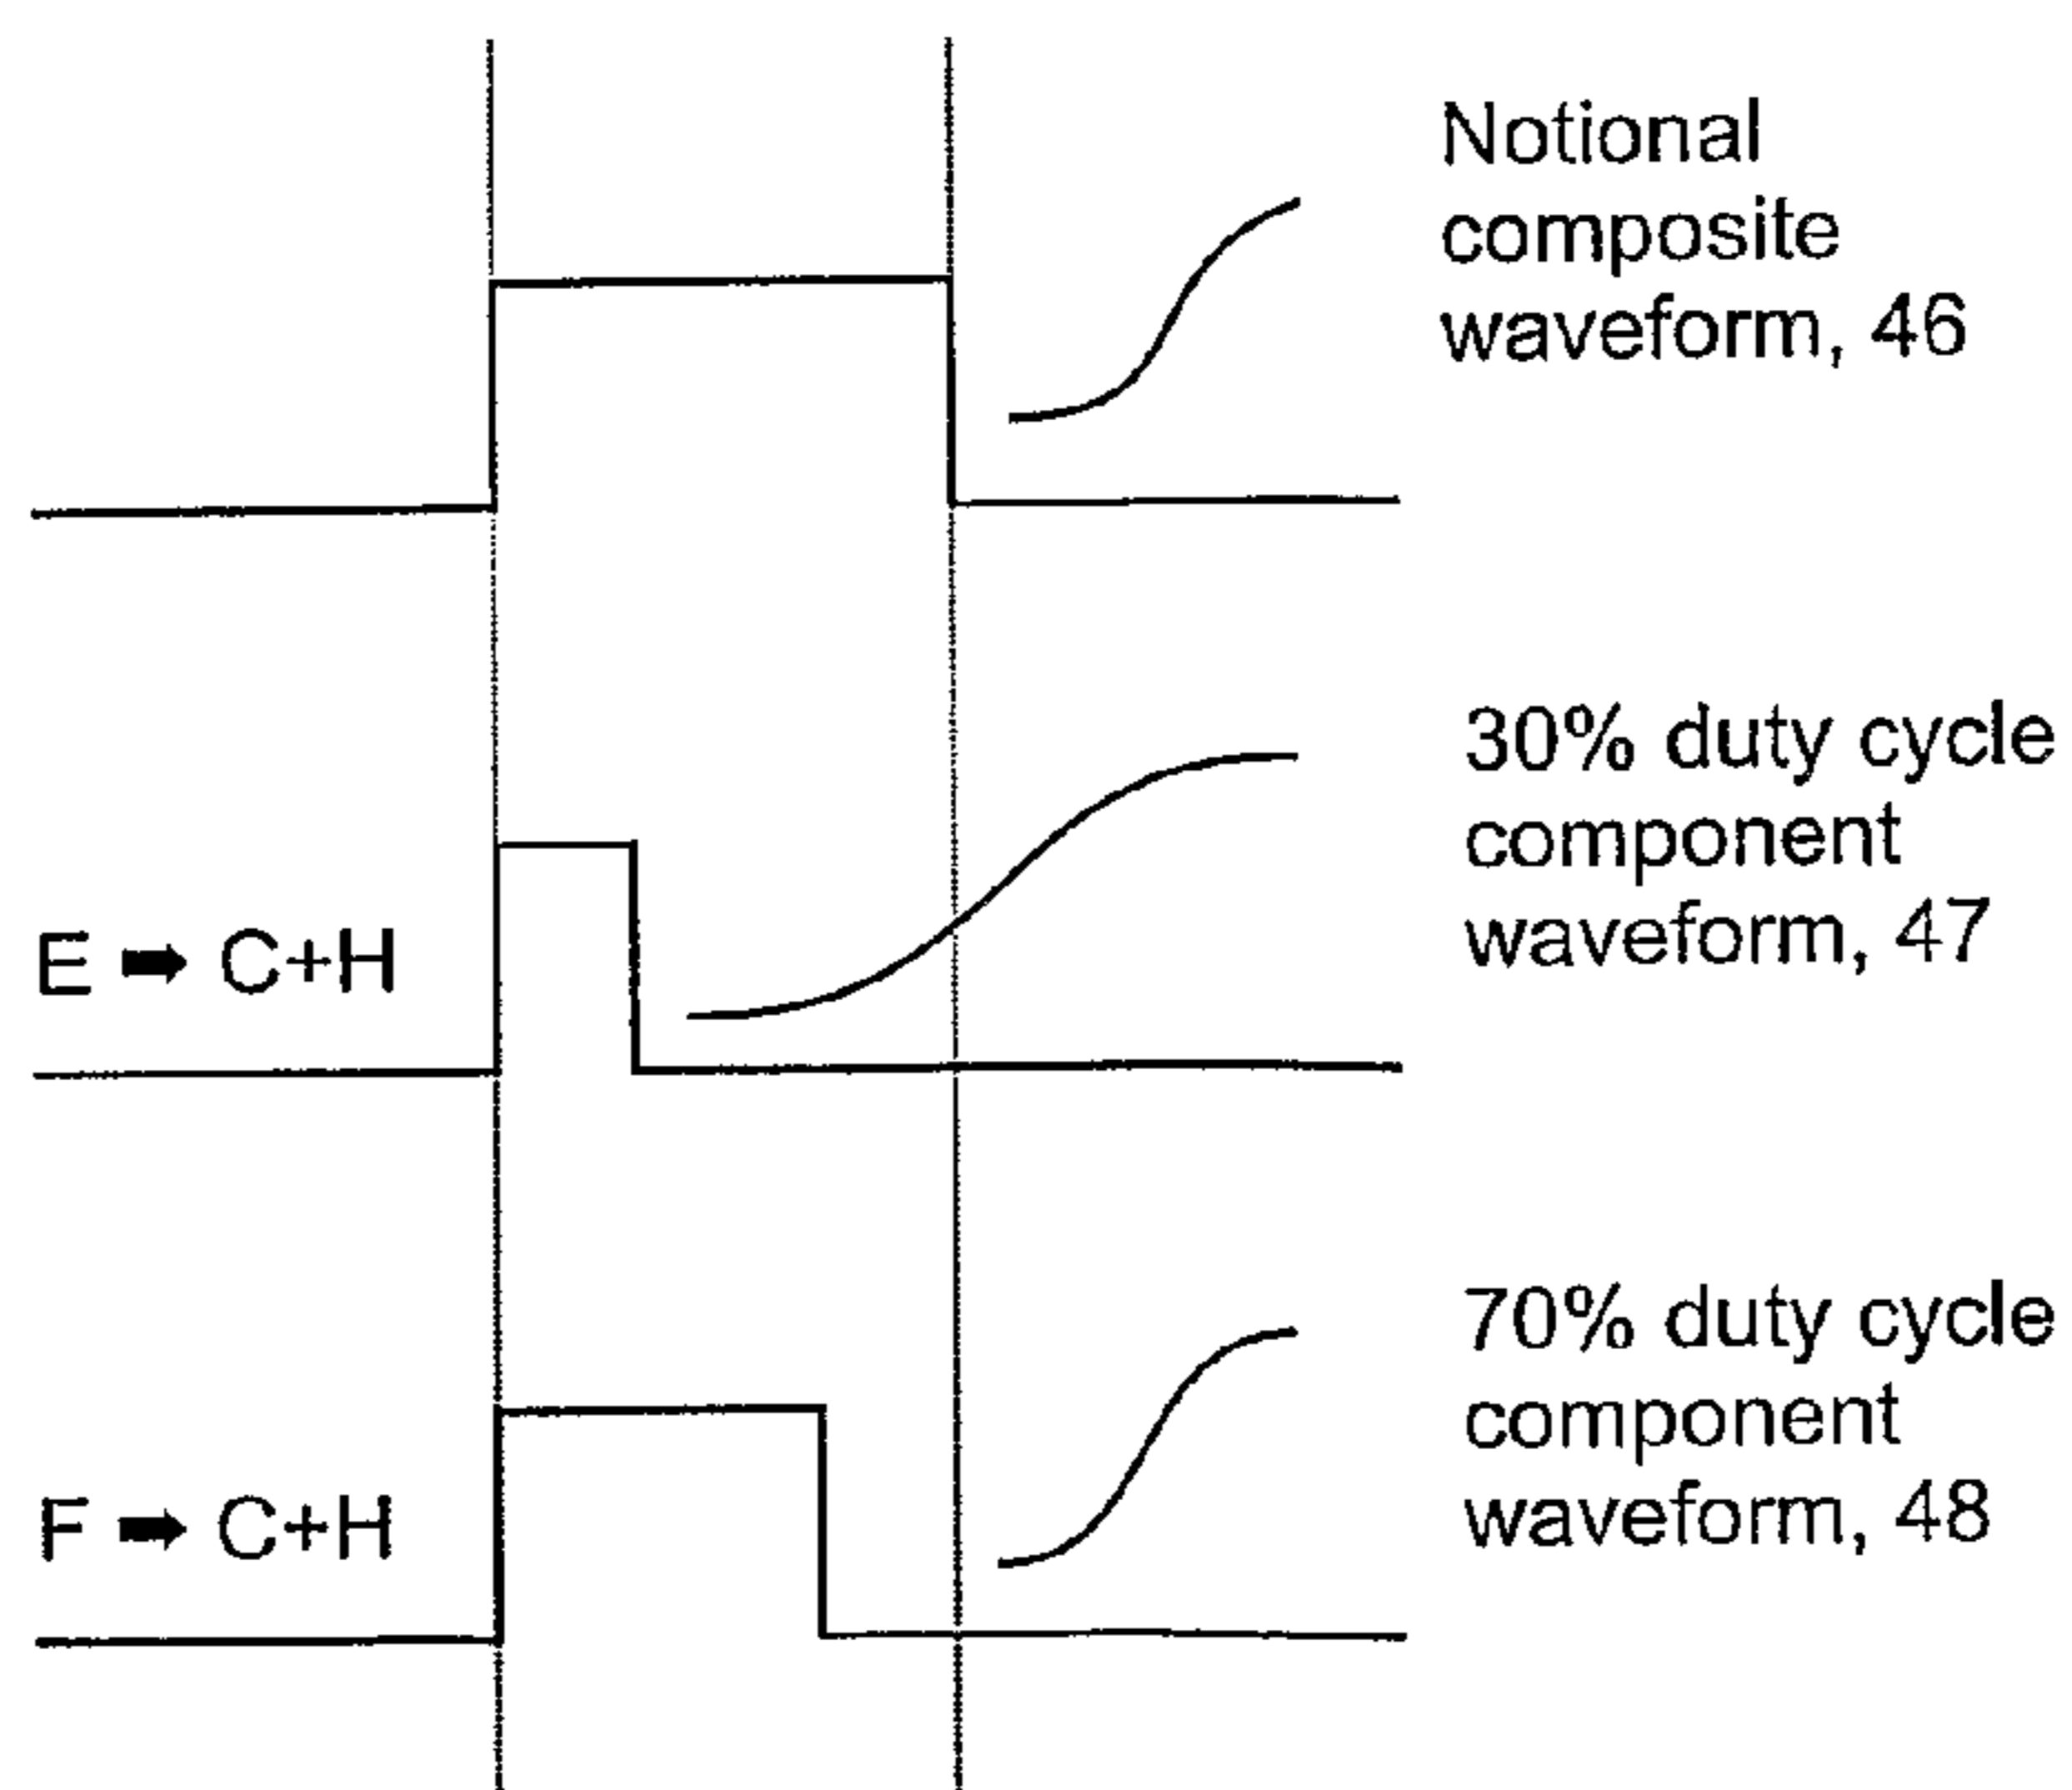 Notional
composite
waveform, 46
30% duty cycle
component
waveform, 47
E ➡ C+H
70% duty cycle
component
waveform, 48
F ➡ C+H